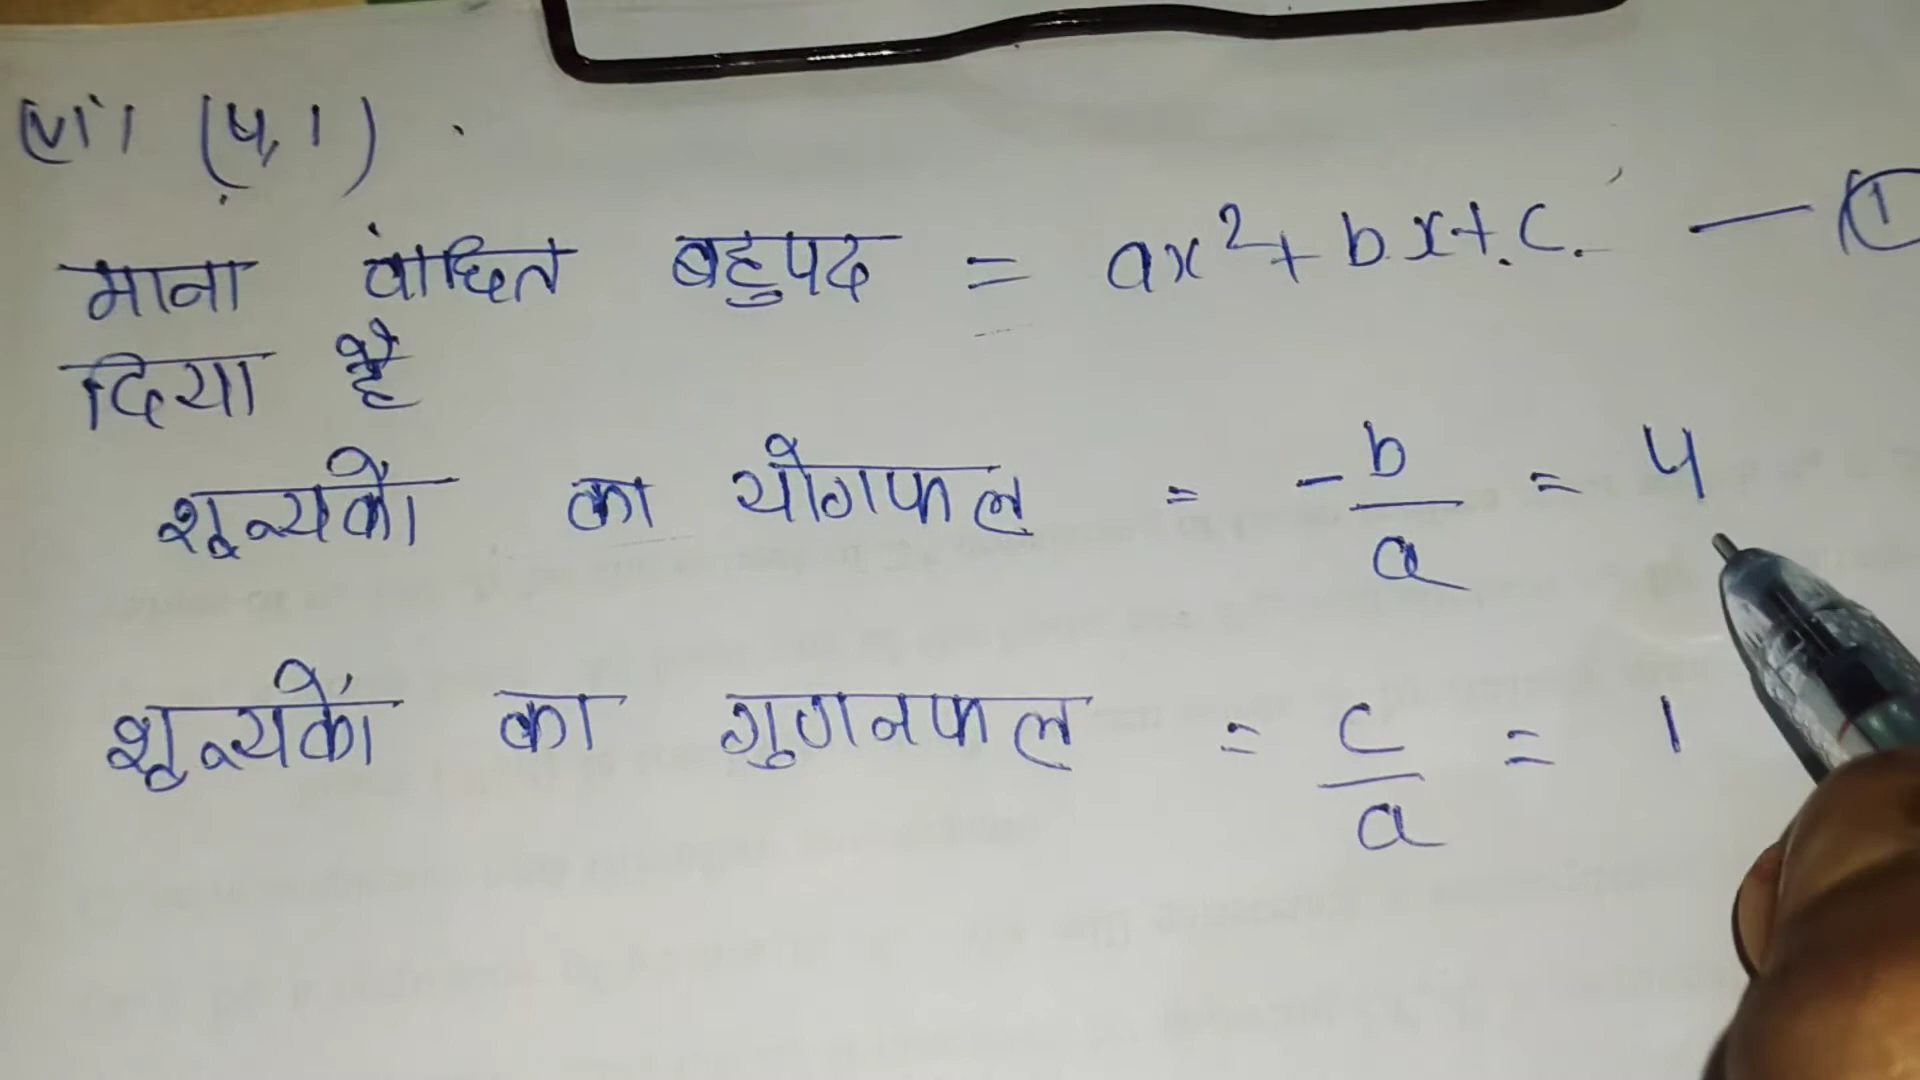 (vi) (4, 1)
माना वांछित बहुपद = ax²+bx+c. — ①
दिया है
शून्यकों का योगफल = -b/a = 4
शून्यकों का गुणनफल = c/a = 1